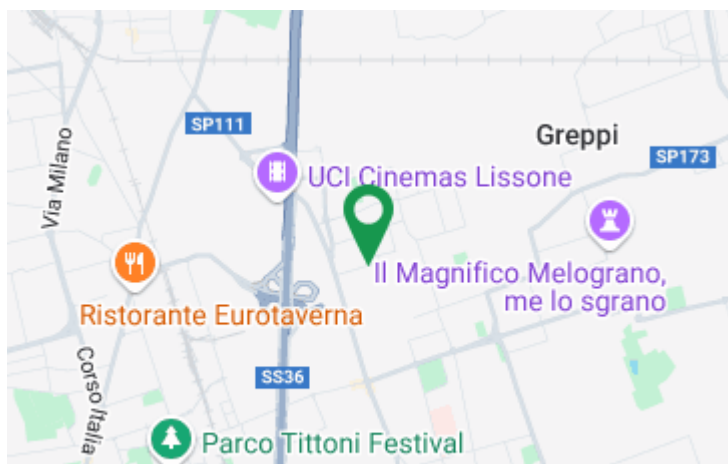 SP111
Greppi
SP173
Via Milano
UCI Cinemas Lissone
Il Magnifico Melograno,
me lo sgrano
Ristorante Eurotaverna
Corso Italia
SS36
Parco Tittoni Festival